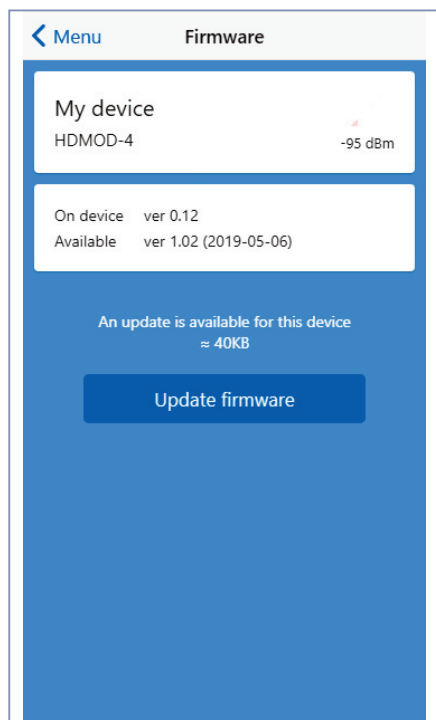 Menu
Firmware
My device
HDMOD-4
-95 dBm
On device ver 0.12
Available ver 1.02 (2019-05-06)
An update is available for this device
≈ 40KB
Update firmware